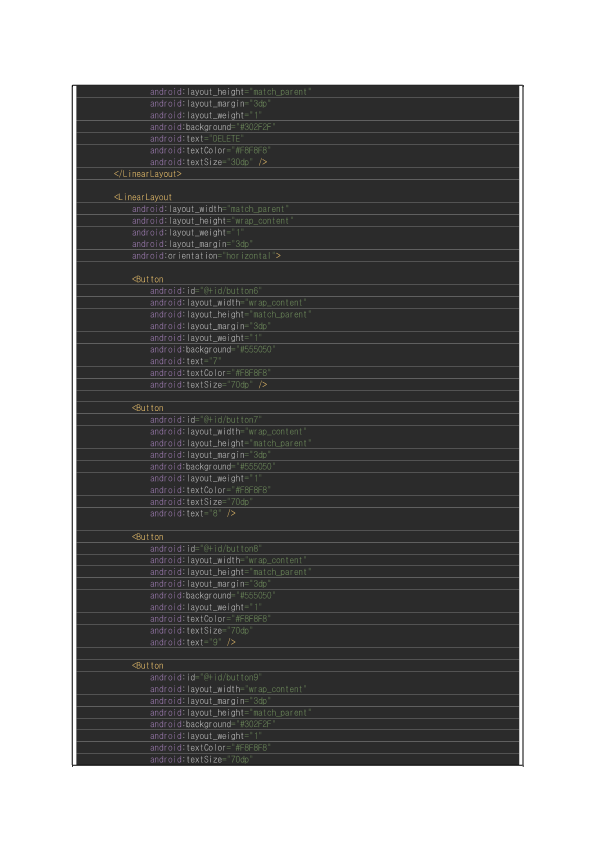 android:layout_height="match_parent"
android:layout_margin="3dp"
android:layout_weight="1"
android:background="#302F2F"
android:text="DELETE"
android:textColor="#F8F8F8"
android:textSize="30dp" />
</LinearLayout>
<LinearLayout
android:layout_width="match_parent"
android:layout_height="wrap_content"
android:layout_weight="1"
android:layout_margin="3dp"
android:orientation="horizontal">
<Button
android:id="@+id/button6"
android:layout_width="wrap_content"
android:layout_height="match_parent"
android:layout_margin="3dp"
android:layout_weight="1"
android:background="#555050"
android:text="7"
android:textColor="#F8F8F8"
android:textSize="70dp" />
<Button
android:id="@+id/button7"
android:layout_width="wrap_content"
android:layout_height="match_parent"
android:layout_margin="3dp"
android:background="#555050"
android:layout_weight="1"
android:textColor="#F8F8F8"
android:textSize="70dp"
android:text="8" />
<Button
android:id="@+id/button8"
android:layout_width="wrap_content"
android:layout_height="match_parent"
android:layout_margin="3dp"
android:background="#555050"
android:layout_weight="1"
android:textColor="#F8F8F8"
android:textSize="70dp"
android:text="9" />
<Button
android:id="@+id/button9"
android:layout_width="wrap_content"
android:layout_margin="3dp"
android:layout_height="match_parent"
android:background="#302F2F"
android:layout_weight="1"
android:textColor="#F8F8F8"
android:textSize="70dp"